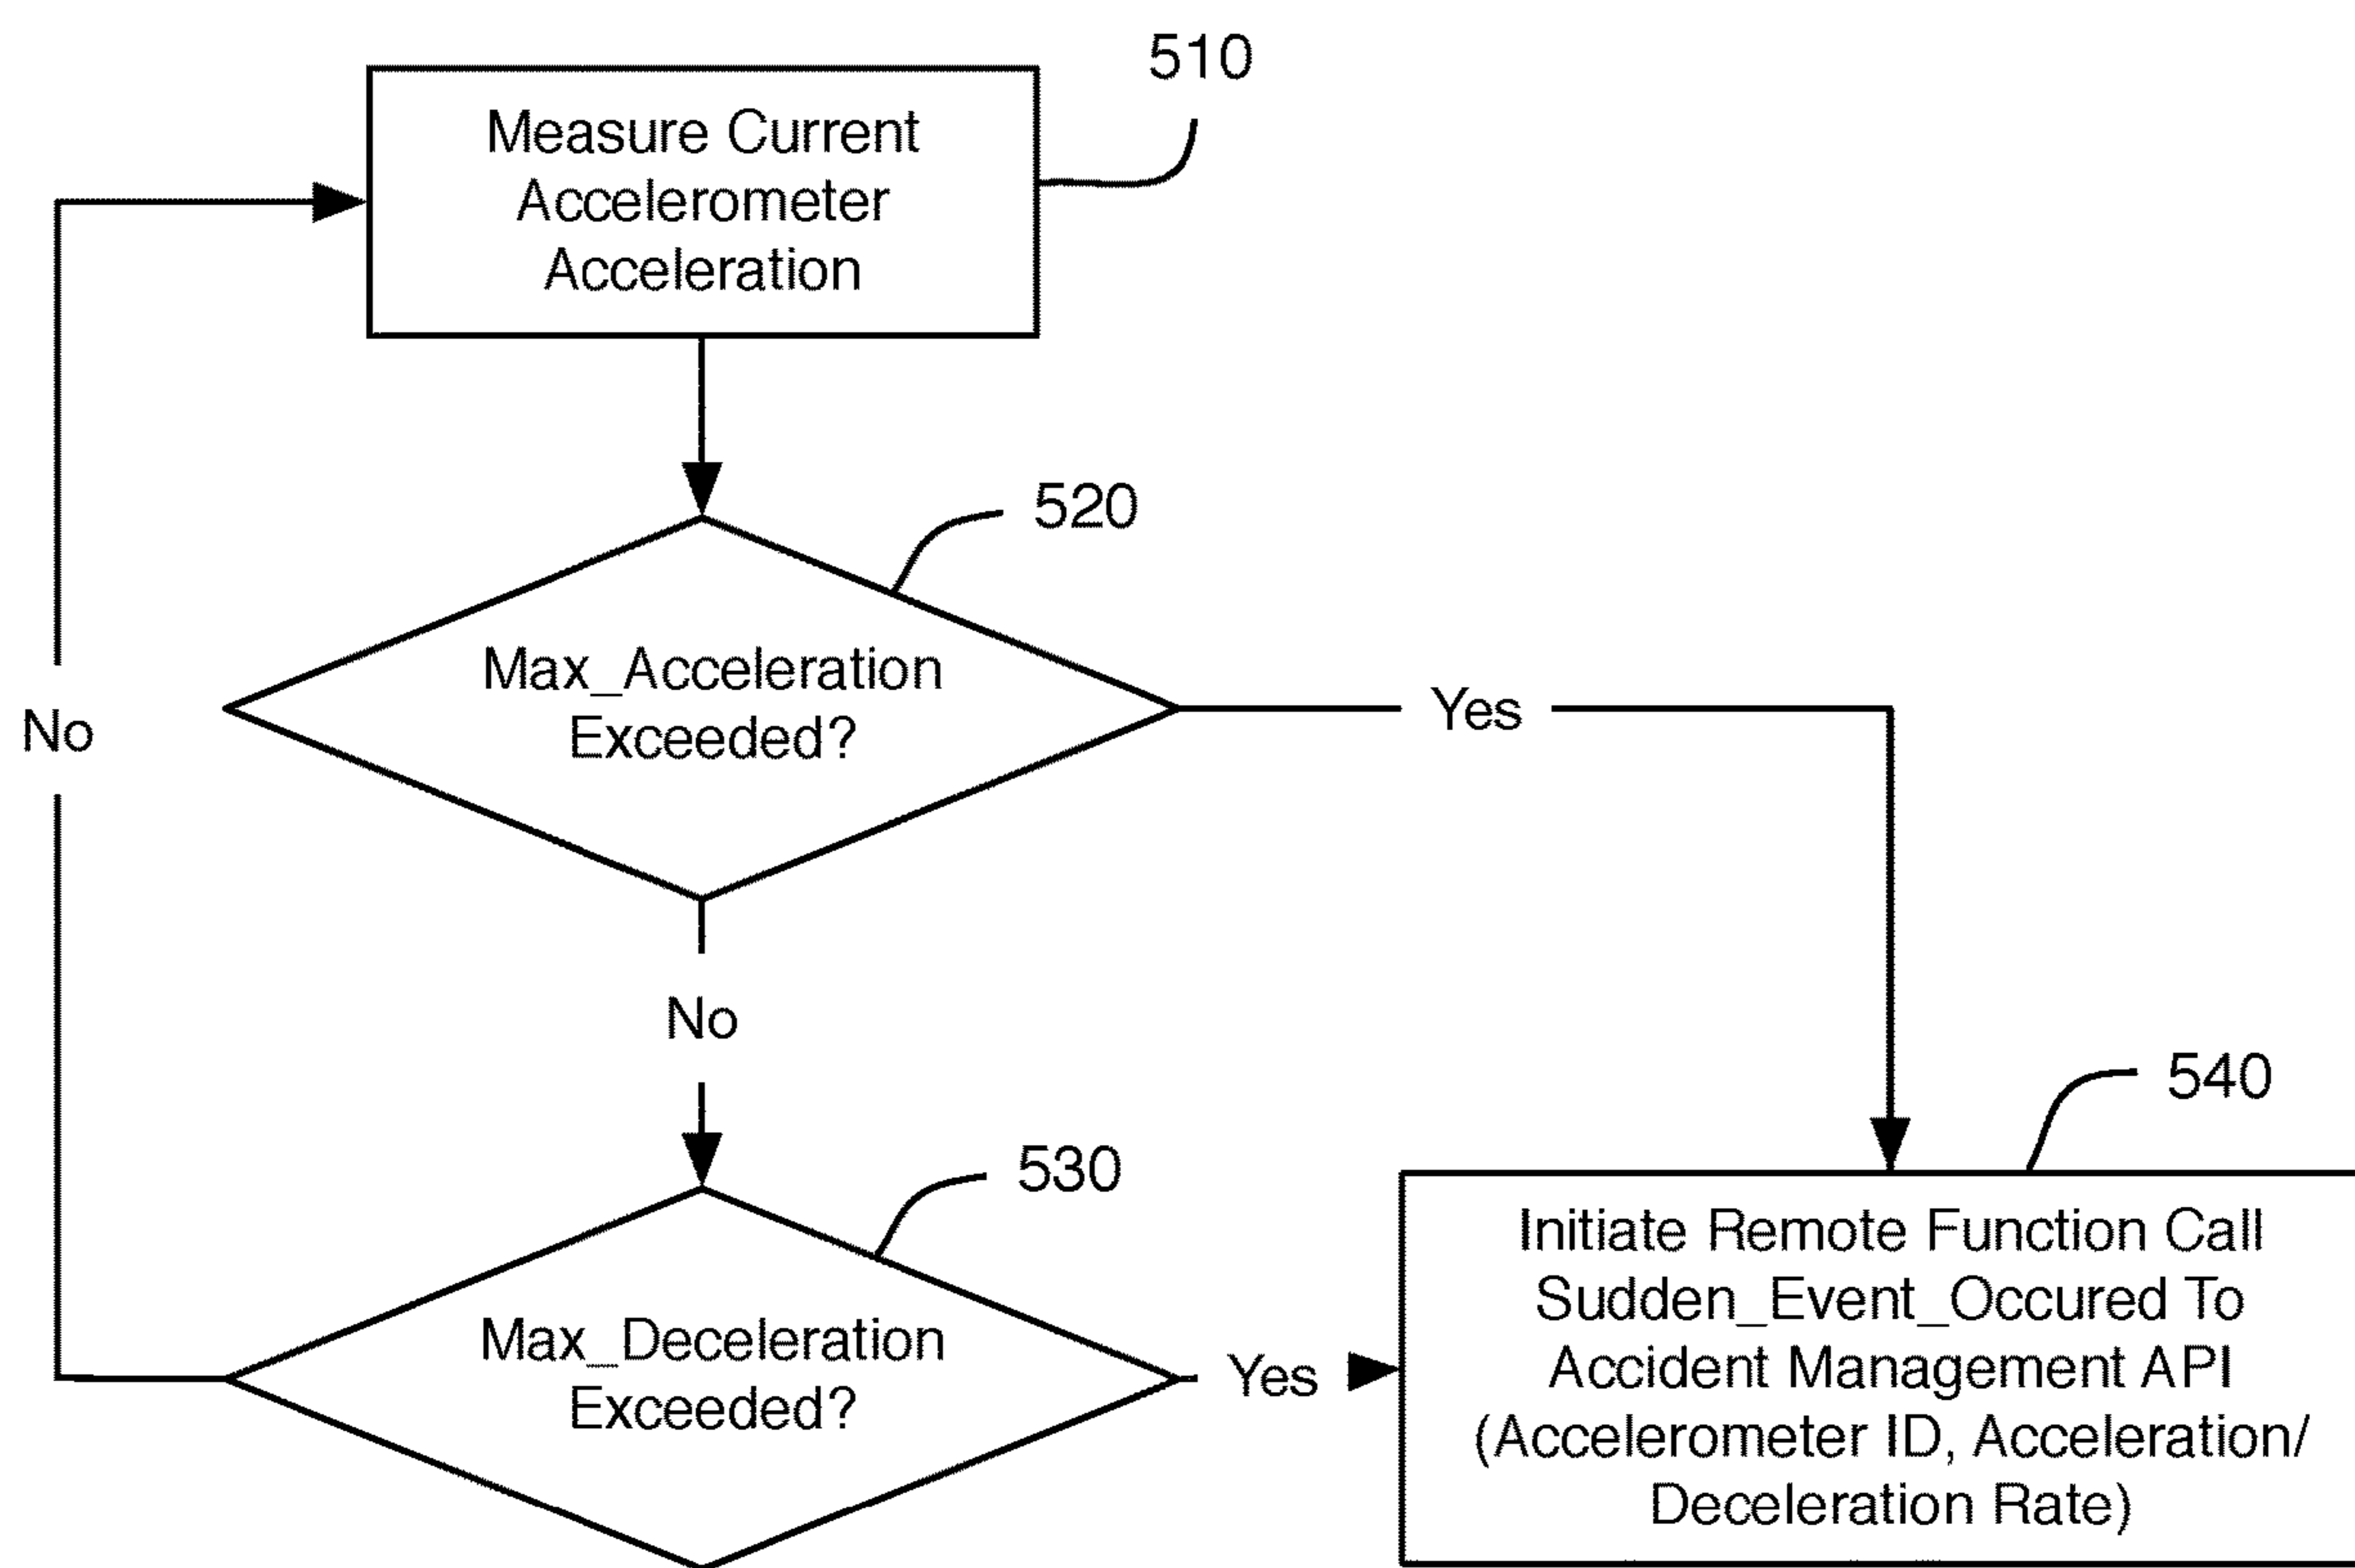 510
Measure Current
Accelerometer
Acceleration
520
Max_Acceleration
Exceeded?
Yes
No
No
540
530
Initiate Remote Function Call
Sudden_Event_Occured To
Accident Management API
(Accelerometer ID, Acceleration/
Deceleration Rate)
Max_Deceleration
Exceeded?
Yes